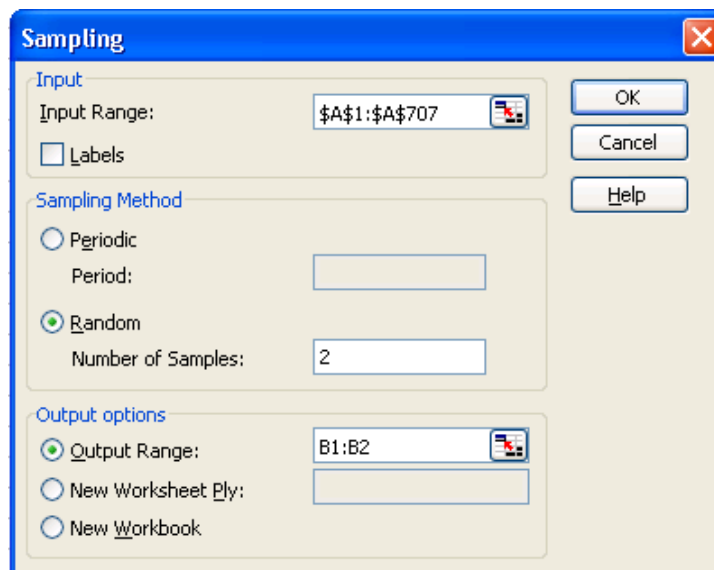 Sampling
Input
Input Range:
$A$1:$A$707
Labels
OK
Cancel
Help
Sampling Method
Periodic
Period:
Random
Number of Samples:
2
Output options
Output Range:
B1:B2
New Worksheet Ply:
New Workbook